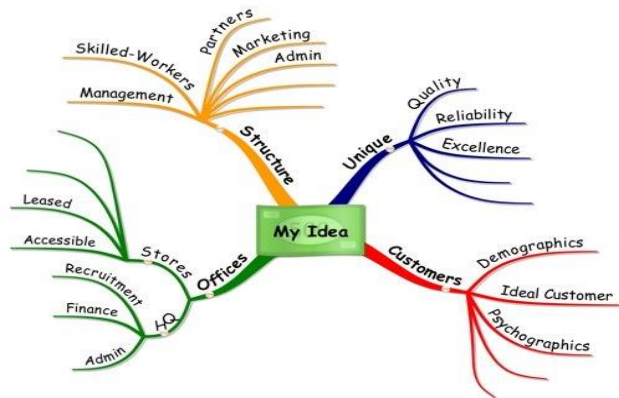 Partners
Skilled-Workers
Marketing
Admin
Management
Structure
Quality
Reliability
Excellence
Unique
My Idea
Leased
Accessible
Stores
Offices
Recruitment
Finance
HQ
Admin
Customers
Demographics
Ideal Customer
Psychographics